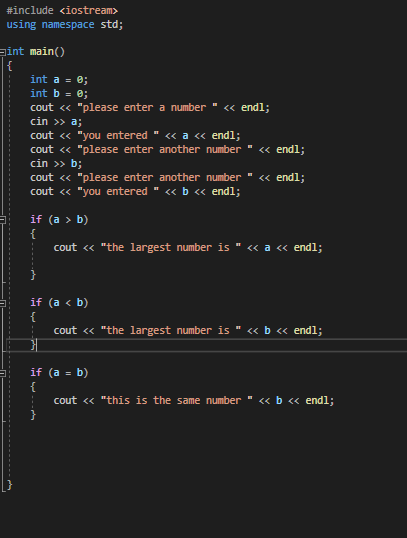 #include <iostream>
using namespace std;
int main()
{
int a = 0;
int b = 0;
cout << "please enter a number " << endl;
cin >> a;
cout << "you entered " << a << endl;
cout << "please enter another number " << endl;
cin >> b;
cout << "please enter another number " << endl;
cout << "you entered " << b << endl;
if (a > b)
{
cout << "the largest number is " << a << endl;
}
if (a < b)
{
cout << "the largest number is " << b << endl;
}
if (a = b)
{
cout << "this is the same number " << b << endl;
}
}